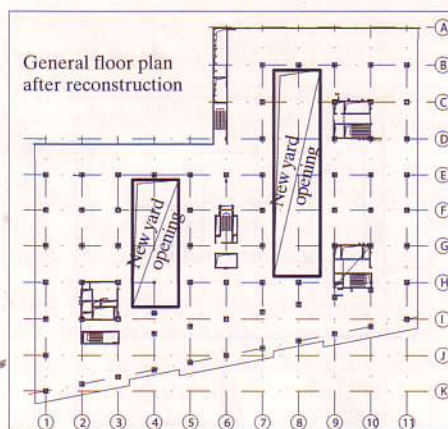 General floor plan
after reconstruction
New yard
opening
New yard
opening
A
B
C
D
E
F
G
H
I
J
K
1 2 3 4 5 6 7 8 9 10 11